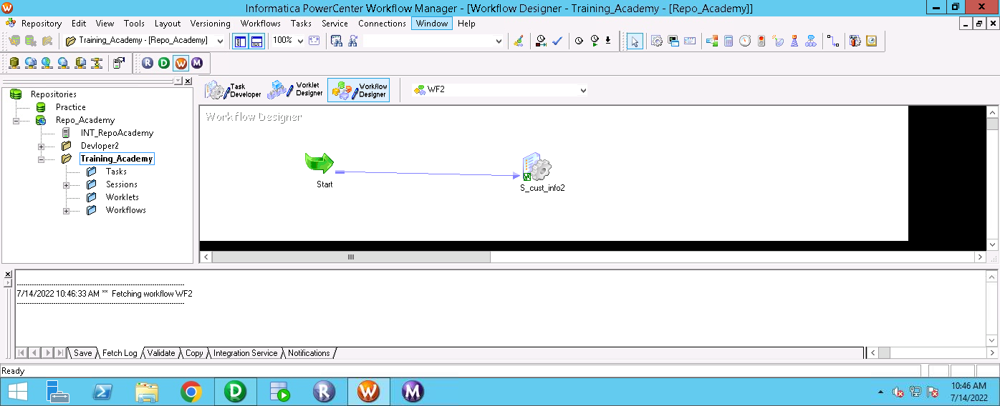 Informatica PowerCenter Workflow Manager - [Workflow Designer - Training_Academy - [Repo_Academy]]
Repository Edit View Tools Layout Versioning Workflows Tasks Service Connections Window Help
Training_Academy - [Repo_Academy]
100%
R D W M
Task Developer
Worklet Designer
Workflow Designer
WF2
Repositories
Practice
Repo_Academy
INT_RepoAcademy
Devloper2
Training_Academy
Tasks
Sessions
Worklets
Workflows
Workflow Designer
Start
S_cust_info2
7/14/2022 10:46:33 AM ** Fetching workflow WF2
Save Fetch Log Validate Copy Integration Service Notifications
Ready
D R W M
10:46 AM
7/14/2022